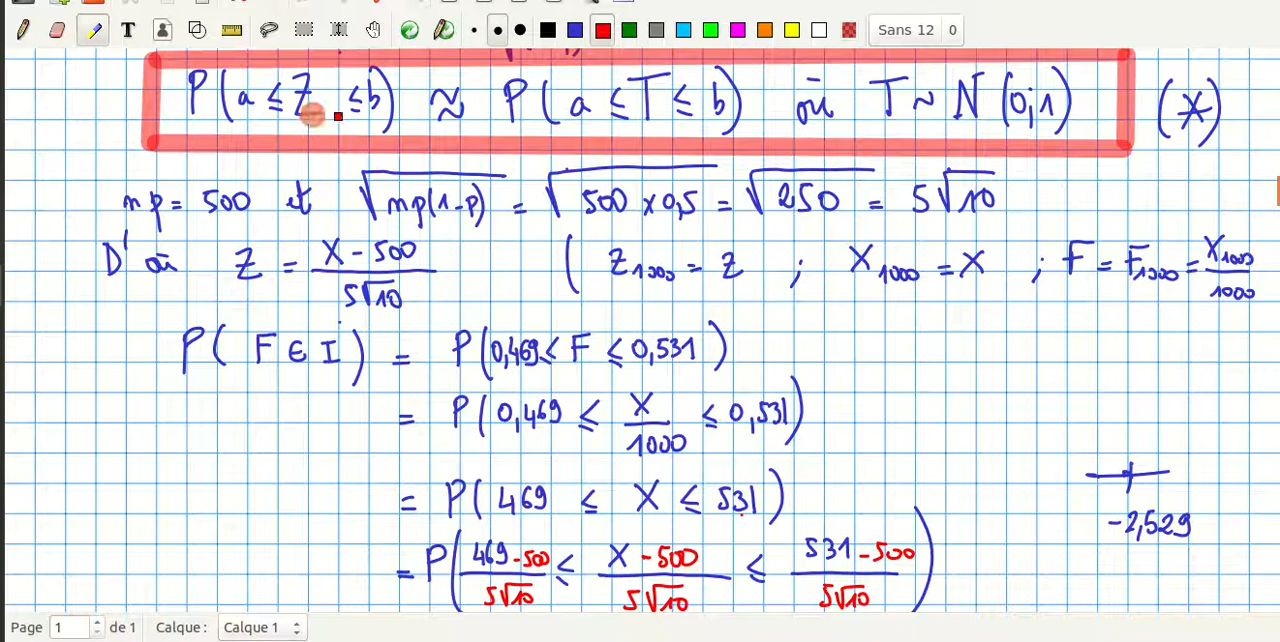 Sans 12 0
P(a ≤ Z ≤ b) ≈ P(a ≤ T ≤ b) où T ~ N(0,1) (*)
np = 500 et √np(1-p) = √500 × 0,5 = √250 = 5√10
D'où Z = X - 500 / 5√10 ( Z1000 = Z ; X1000 = X ; F = F1000 = X1000 / 1000
P( F ∈ I ) = P(0,469 ≤ F ≤ 0,531)
= P(0,469 ≤ X / 1000 ≤ 0,531)
= P(469 ≤ X ≤ 531)
-2,529
= P(469 - 500 / 5√10 ≤ X - 500 / 5√10 ≤ 531 - 500 / 5√10)
Page 1 de 1 Calque : Calque 1